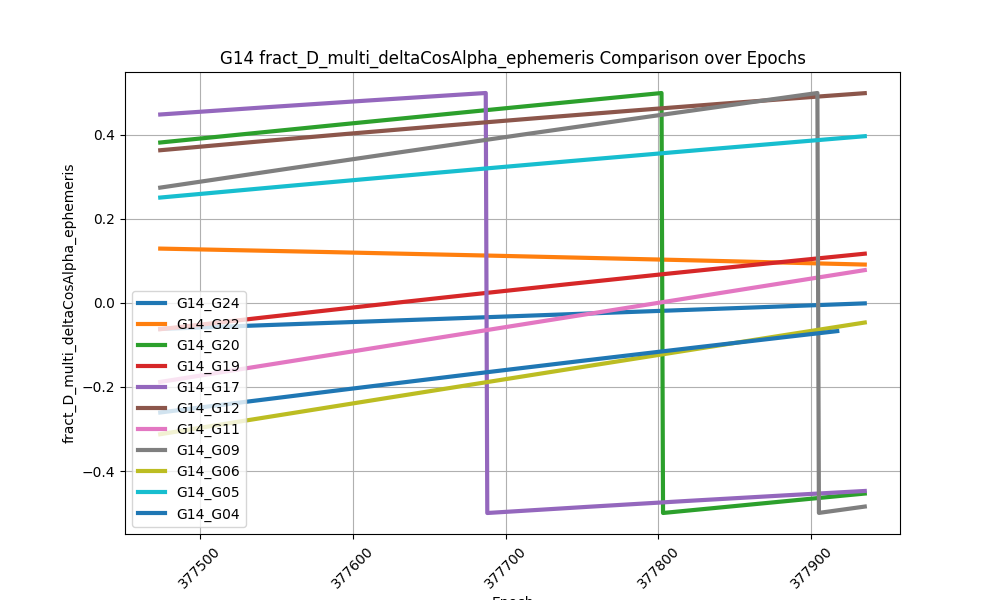 G14 fract_D_multi_deltaCosAlpha_ephemeris Comparison over Epochs
fract_D_multi_deltaCosAlpha_ephemeris
0.4
0.2
0.0
−0.2
−0.4
G14_G24
G14_G22
G14_G20
G14_G19
G14_G17
G14_G12
G14_G11
G14_G09
G14_G06
G14_G05
G14_G04
377500
377600
377700
377800
377900
Epoch